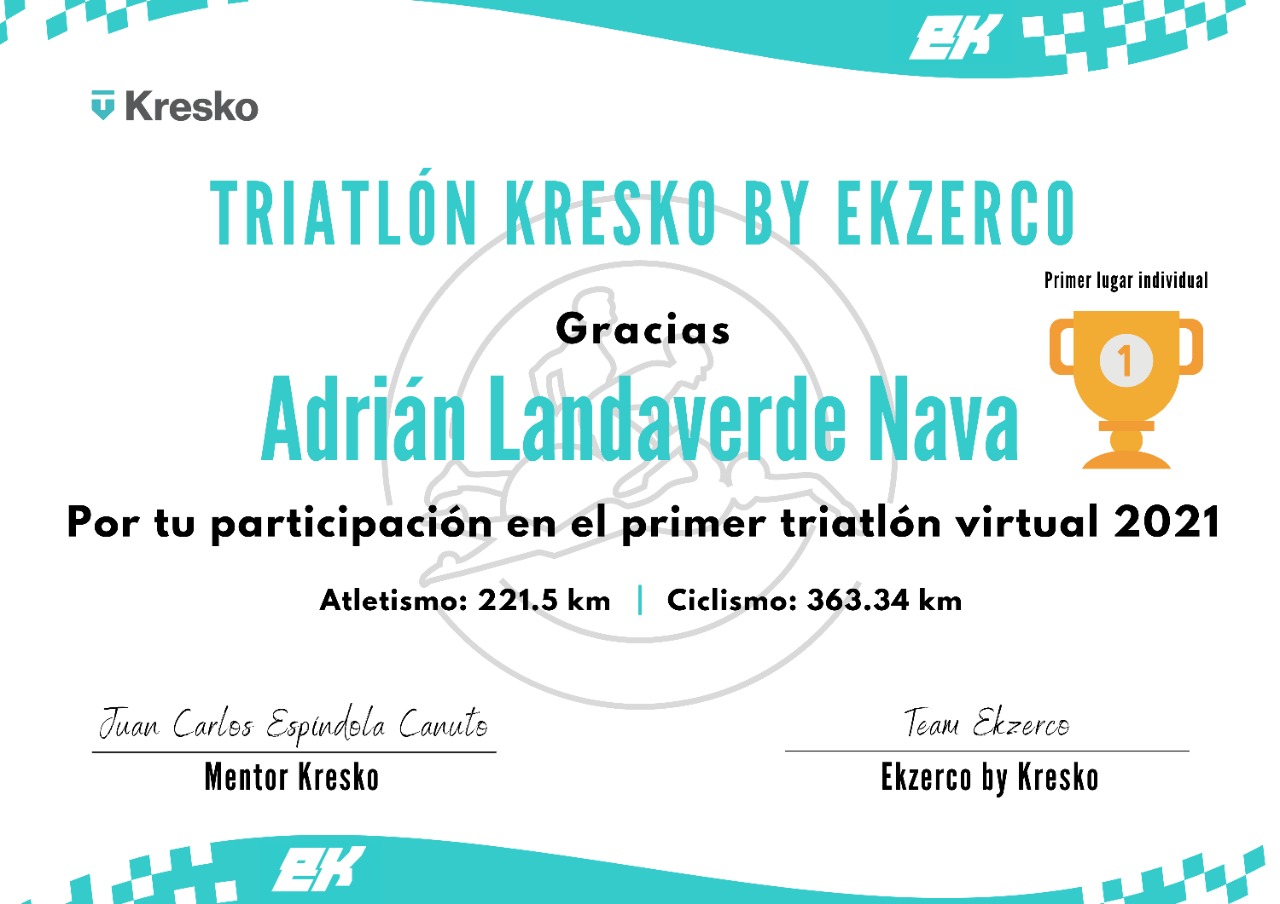 EK
Kresko
TRIATLÓN KRESKO BY EKZERCO
Primer lugar individual
1
Gracias
Adrián Landaverde Nava
Por tu participación en el primer triatlón virtual 2021
Atletismo: 221.5 km | Ciclismo: 363.34 km
Juan Carlos Espíndola Canuto
Mentor Kresko
Team Ekzerco
Ekzerco by Kresko
EK